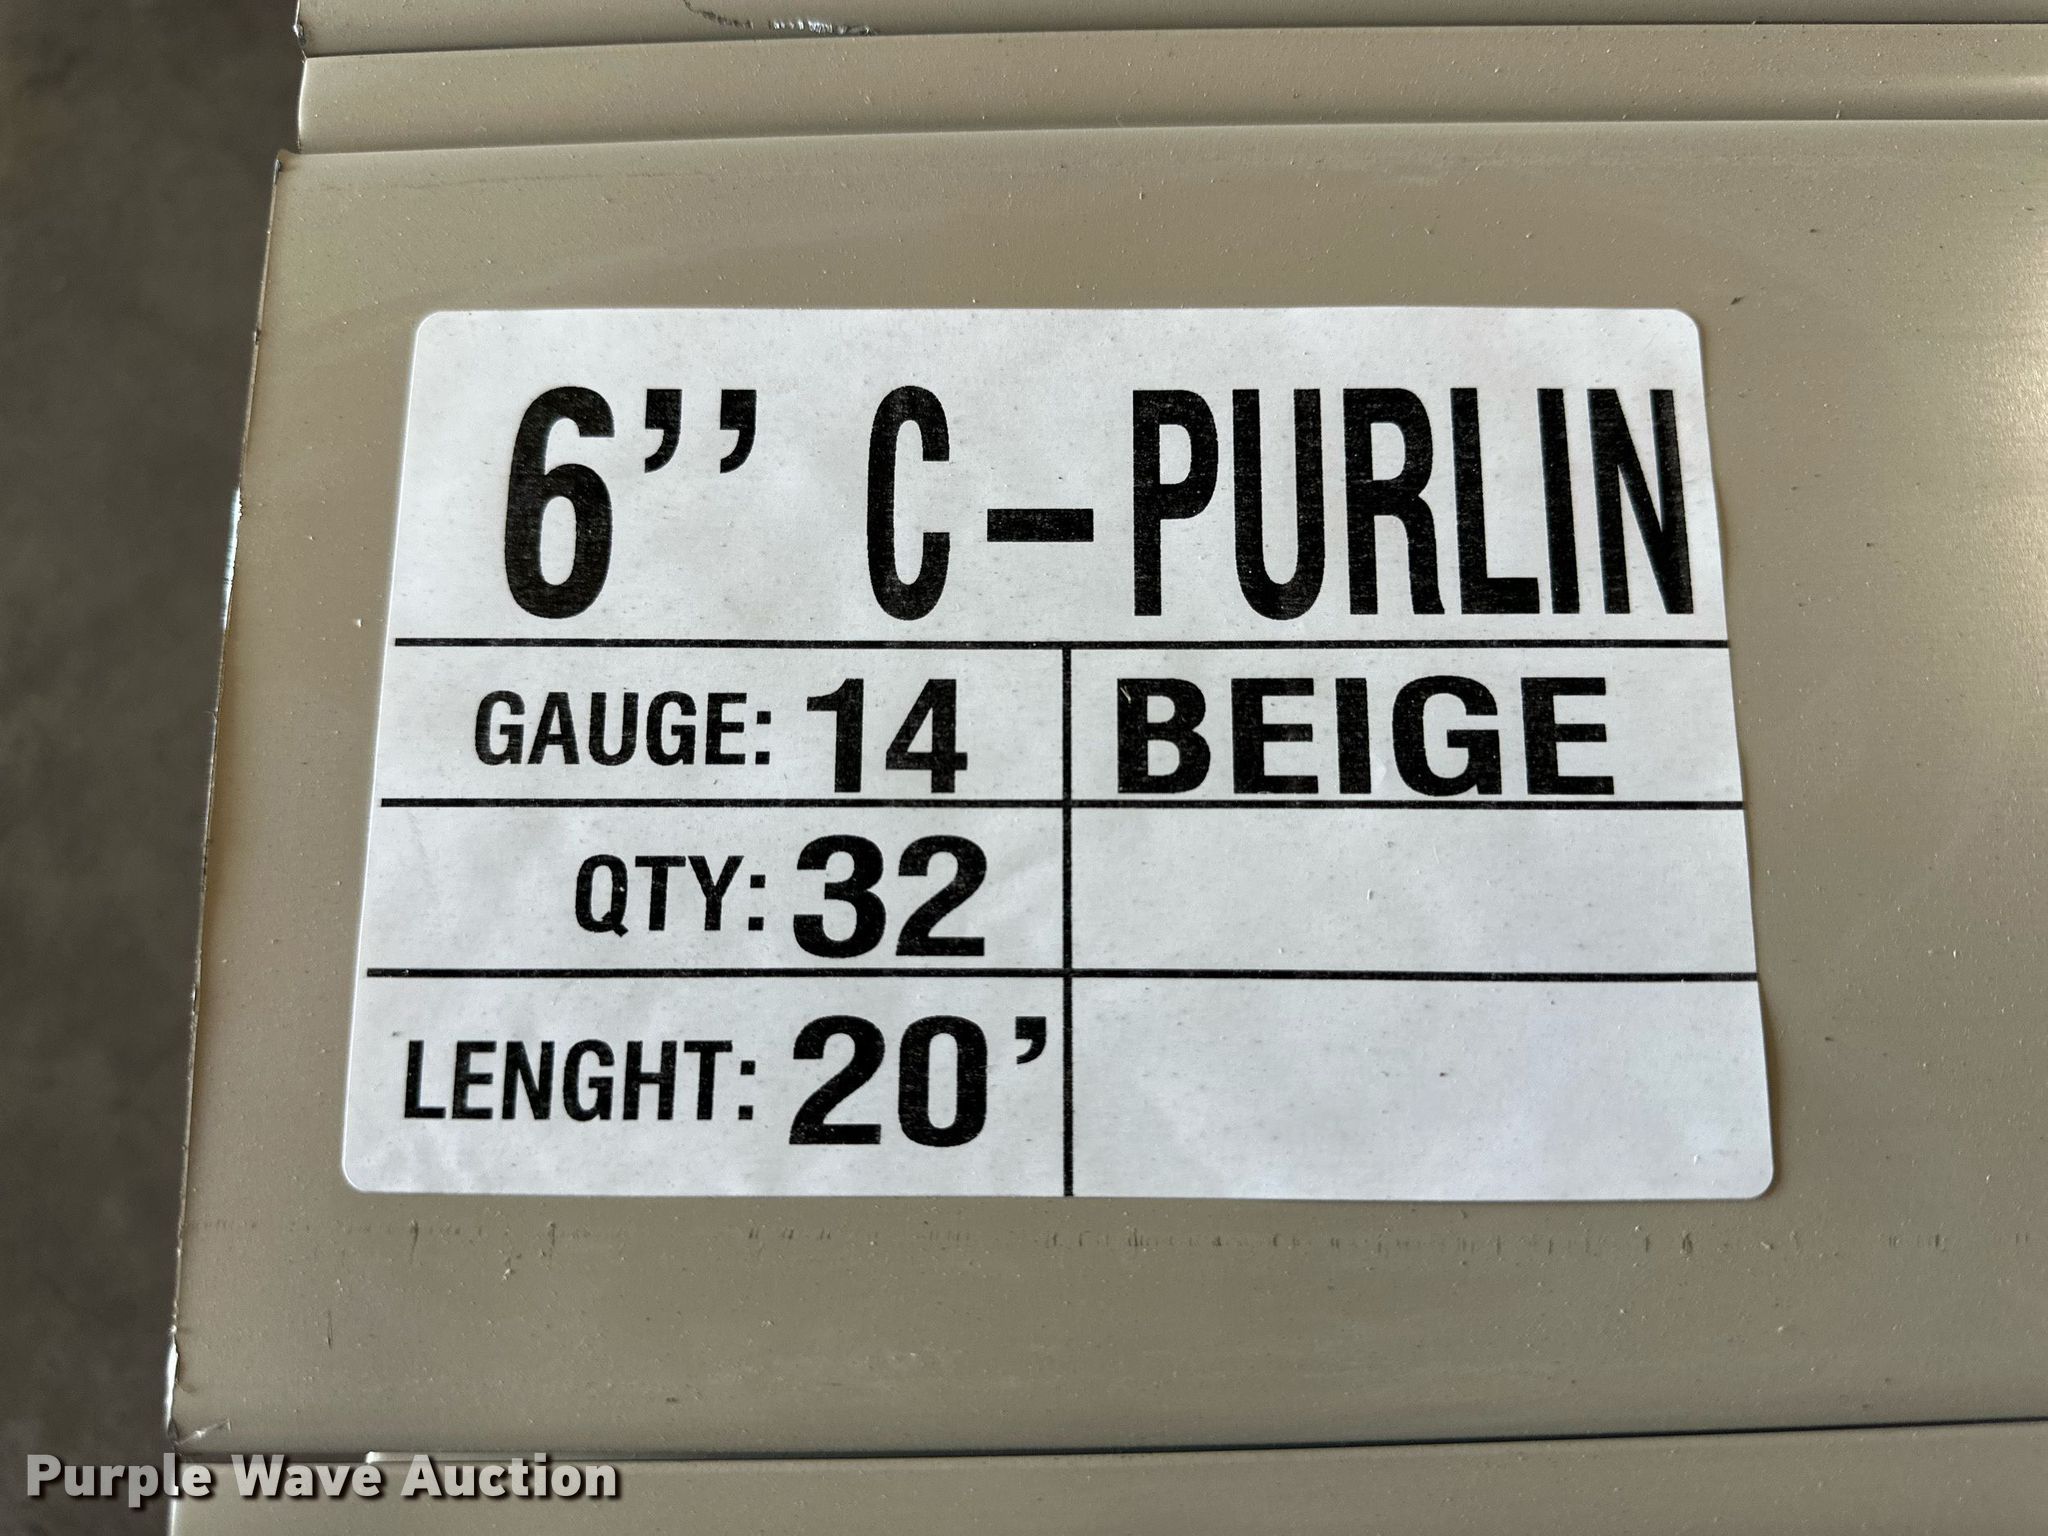 6’’ C-PURLIN
GAUGE: 14 BEIGE
QTY: 32
LENGHT: 20’
Purple Wave Auction